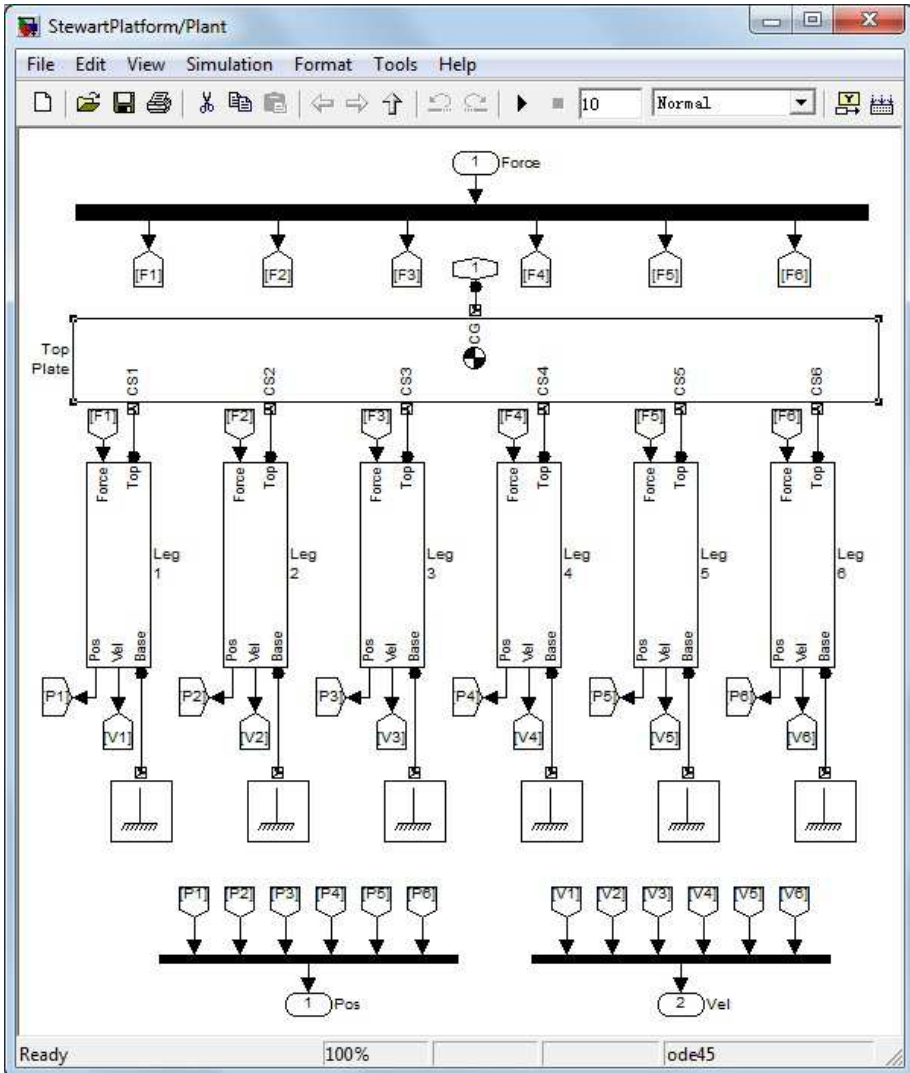 StewartPlatform/Plant
File Edit View Simulation Format Tools Help
10 Normal
1 Force
[F1] [F2] [F3] [F4] [F5] [F6]
1
CG
Top
Plate
CS1 CS2 CS3 CS4 CS5 CS6
[F1] [F2] [F3] [F4] [F5] [F6]
Force Top Force Top Force Top Force Top Force Top Force Top
Leg Leg Leg Leg Leg Leg
1 2 3 4 5 6
Pos Vel Base Pos Vel Base Pos Vel Base Pos Vel Base Pos Vel Base Pos Vel Base
[P1] [P2] [P3] [P4] [P5] [P6]
[V1] [V2] [V3] [V4] [V5] [V6]
[P1] [P2] [P3] [P4] [P5] [P6] [V1] [V2] [V3] [V4] [V5] [V6]
1 Pos 2 Vel
Ready 100% ode45